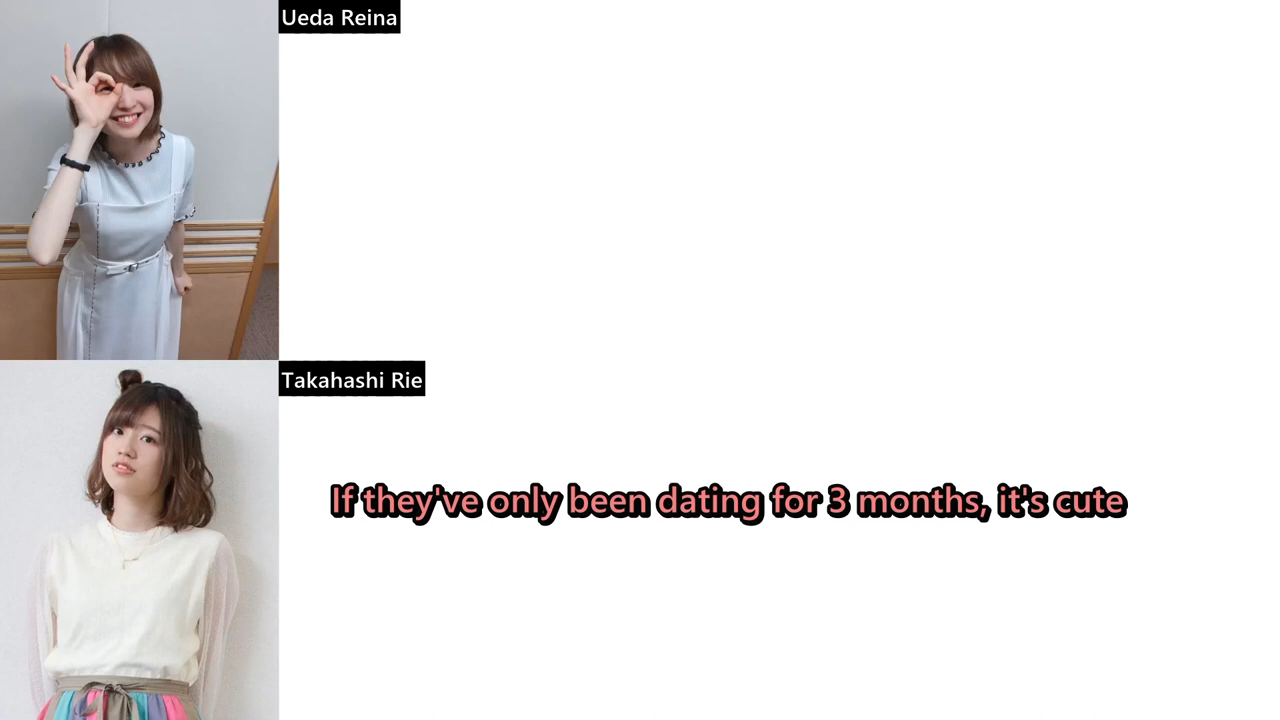 Ueda Reina
Takahashi Rie
If they've only been dating for 3 months, it's cute